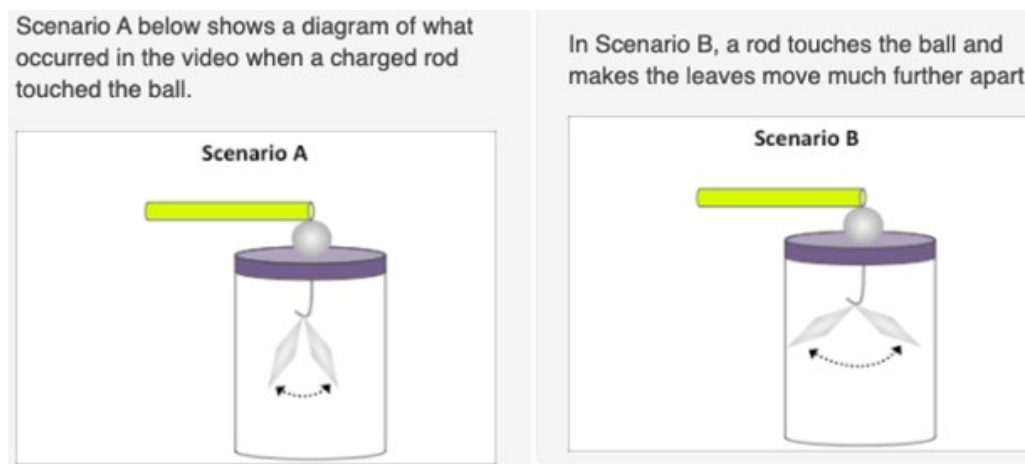 Scenario A below shows a diagram of what
occurred in the video when a charged rod
touched the ball.
Scenario A
In Scenario B, a rod touches the ball and
makes the leaves move much further apart
Scenario B